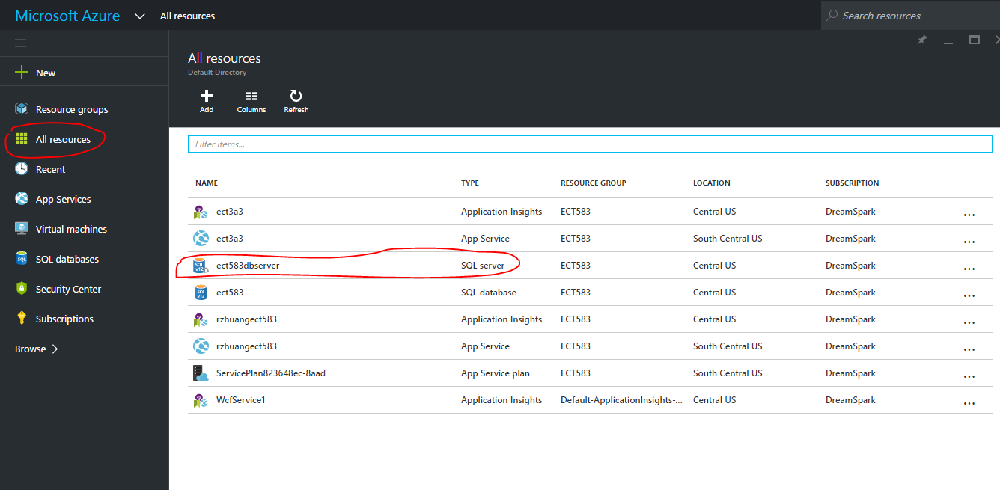 Microsoft Azure All resources Search resources
New
Resource groups
All resources
Recent
App Services
Virtual machines
SQL databases
Security Center
Subscriptions
Browse
All resources
Default Directory
Add Columns Refresh
Filter items...
NAME TYPE RESOURCE GROUP LOCATION SUBSCRIPTION
ect3a3 Application Insights ECT583 Central US DreamSpark ...
ect3a3 App Service ECT583 South Central US DreamSpark ...
ect583dbserver SQL server ECT583 Central US DreamSpark ...
ect583 SQL database ECT583 Central US DreamSpark ...
rzhuangect583 Application Insights ECT583 Central US DreamSpark ...
rzhuangect583 App Service ECT583 South Central US DreamSpark ...
ServicePlan823648ec-8aad App Service plan ECT583 South Central US DreamSpark ...
WcfService1 Application Insights Default-ApplicationInsights-... Central US DreamSpark ...